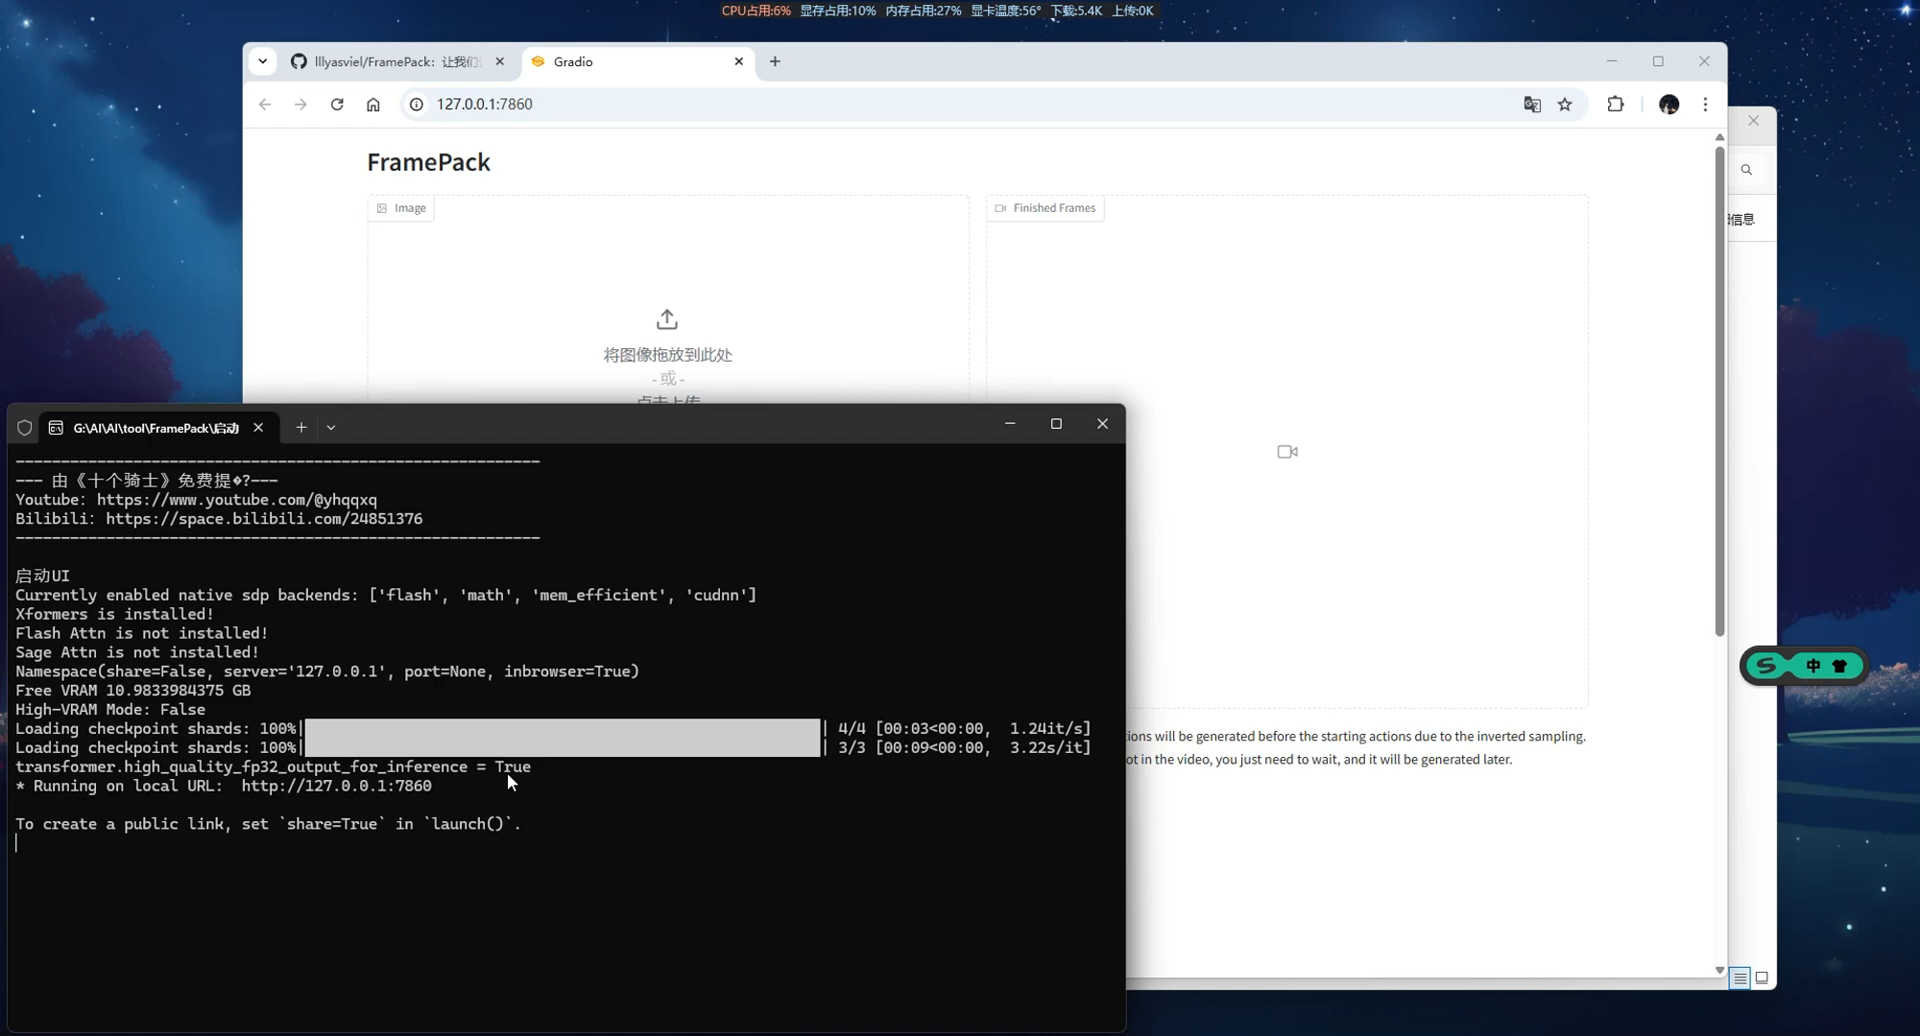 CPU占用:6% 显存占用:10% 内存占用:27% 显卡温度:56° 下载:5.4K 上传:0K
lllyasviel/FramePack: 让我们
Gradio
127.0.0.1:7860
FramePack
Image
Finished Frames
将图像拖放到此处
- 或 -
点击上传
信息
G:\AI\AI\tool\FramePack\启动
--------------------------------------------------------
--- 由《十个骑士》免费提�?---
Youtube: https://www.youtube.com/@yhqqxq
Bilibili: https://space.bilibili.com/24851376
--------------------------------------------------------
启动UI
Currently enabled native sdp backends: ['flash', 'math', 'mem_efficient', 'cudnn']
Xformers is installed!
Flash Attn is not installed!
Sage Attn is not installed!
Namespace(share=False, server='127.0.0.1', port=None, inbrowser=True)
Free VRAM 10.9833984375 GB
High-VRAM Mode: False
Loading checkpoint shards: 100%| | 4/4 [00:03<00:00, 1.24it/s]
Loading checkpoint shards: 100%| | 3/3 [00:09<00:00, 3.22s/it]
transformer.high_quality_fp32_output_for_inference = True
* Running on local URL: http://127.0.0.1:7860
To create a public link, set `share=True` in `launch()`.
ions will be generated before the starting actions due to the inverted sampling.
ot in the video, you just need to wait, and it will be generated later.
中